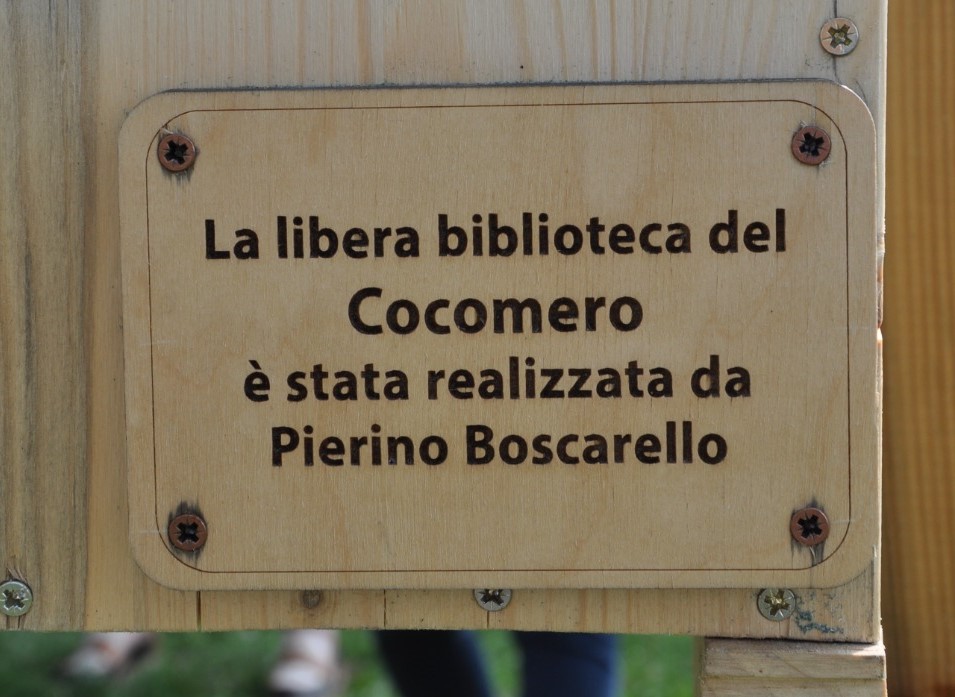 La libera biblioteca del
Cocomero
è stata realizzata da
Pierino Boscarello